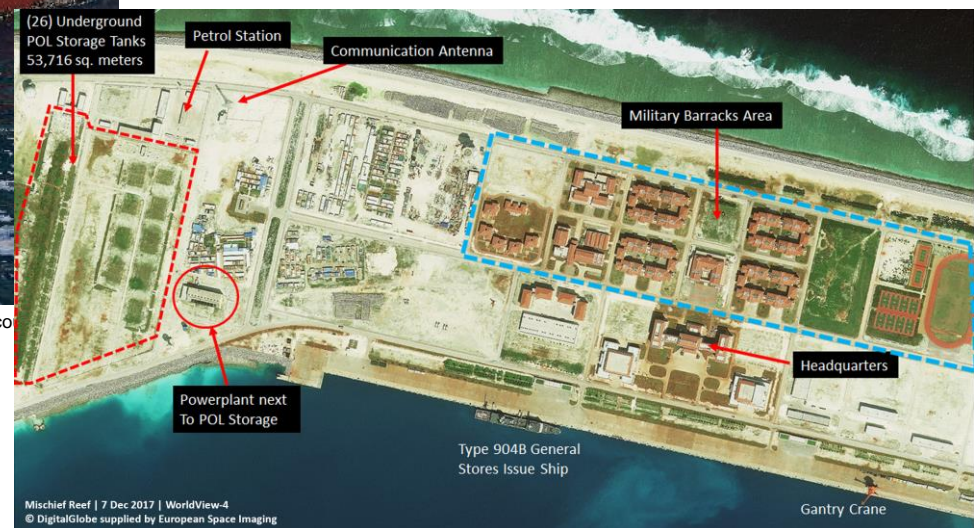 (26) Underground
POL Storage Tanks
53,716 sq. meters
Petrol Station
Communication Antenna
Military Barracks Area
co
Headquarters
Powerplant next
To POL Storage
Type 904B General
Stores Issue Ship
Gantry Crane
Mischief Reef | 7 Dec 2017 | WorldView-4
© DigitalGlobe supplied by European Space Imaging